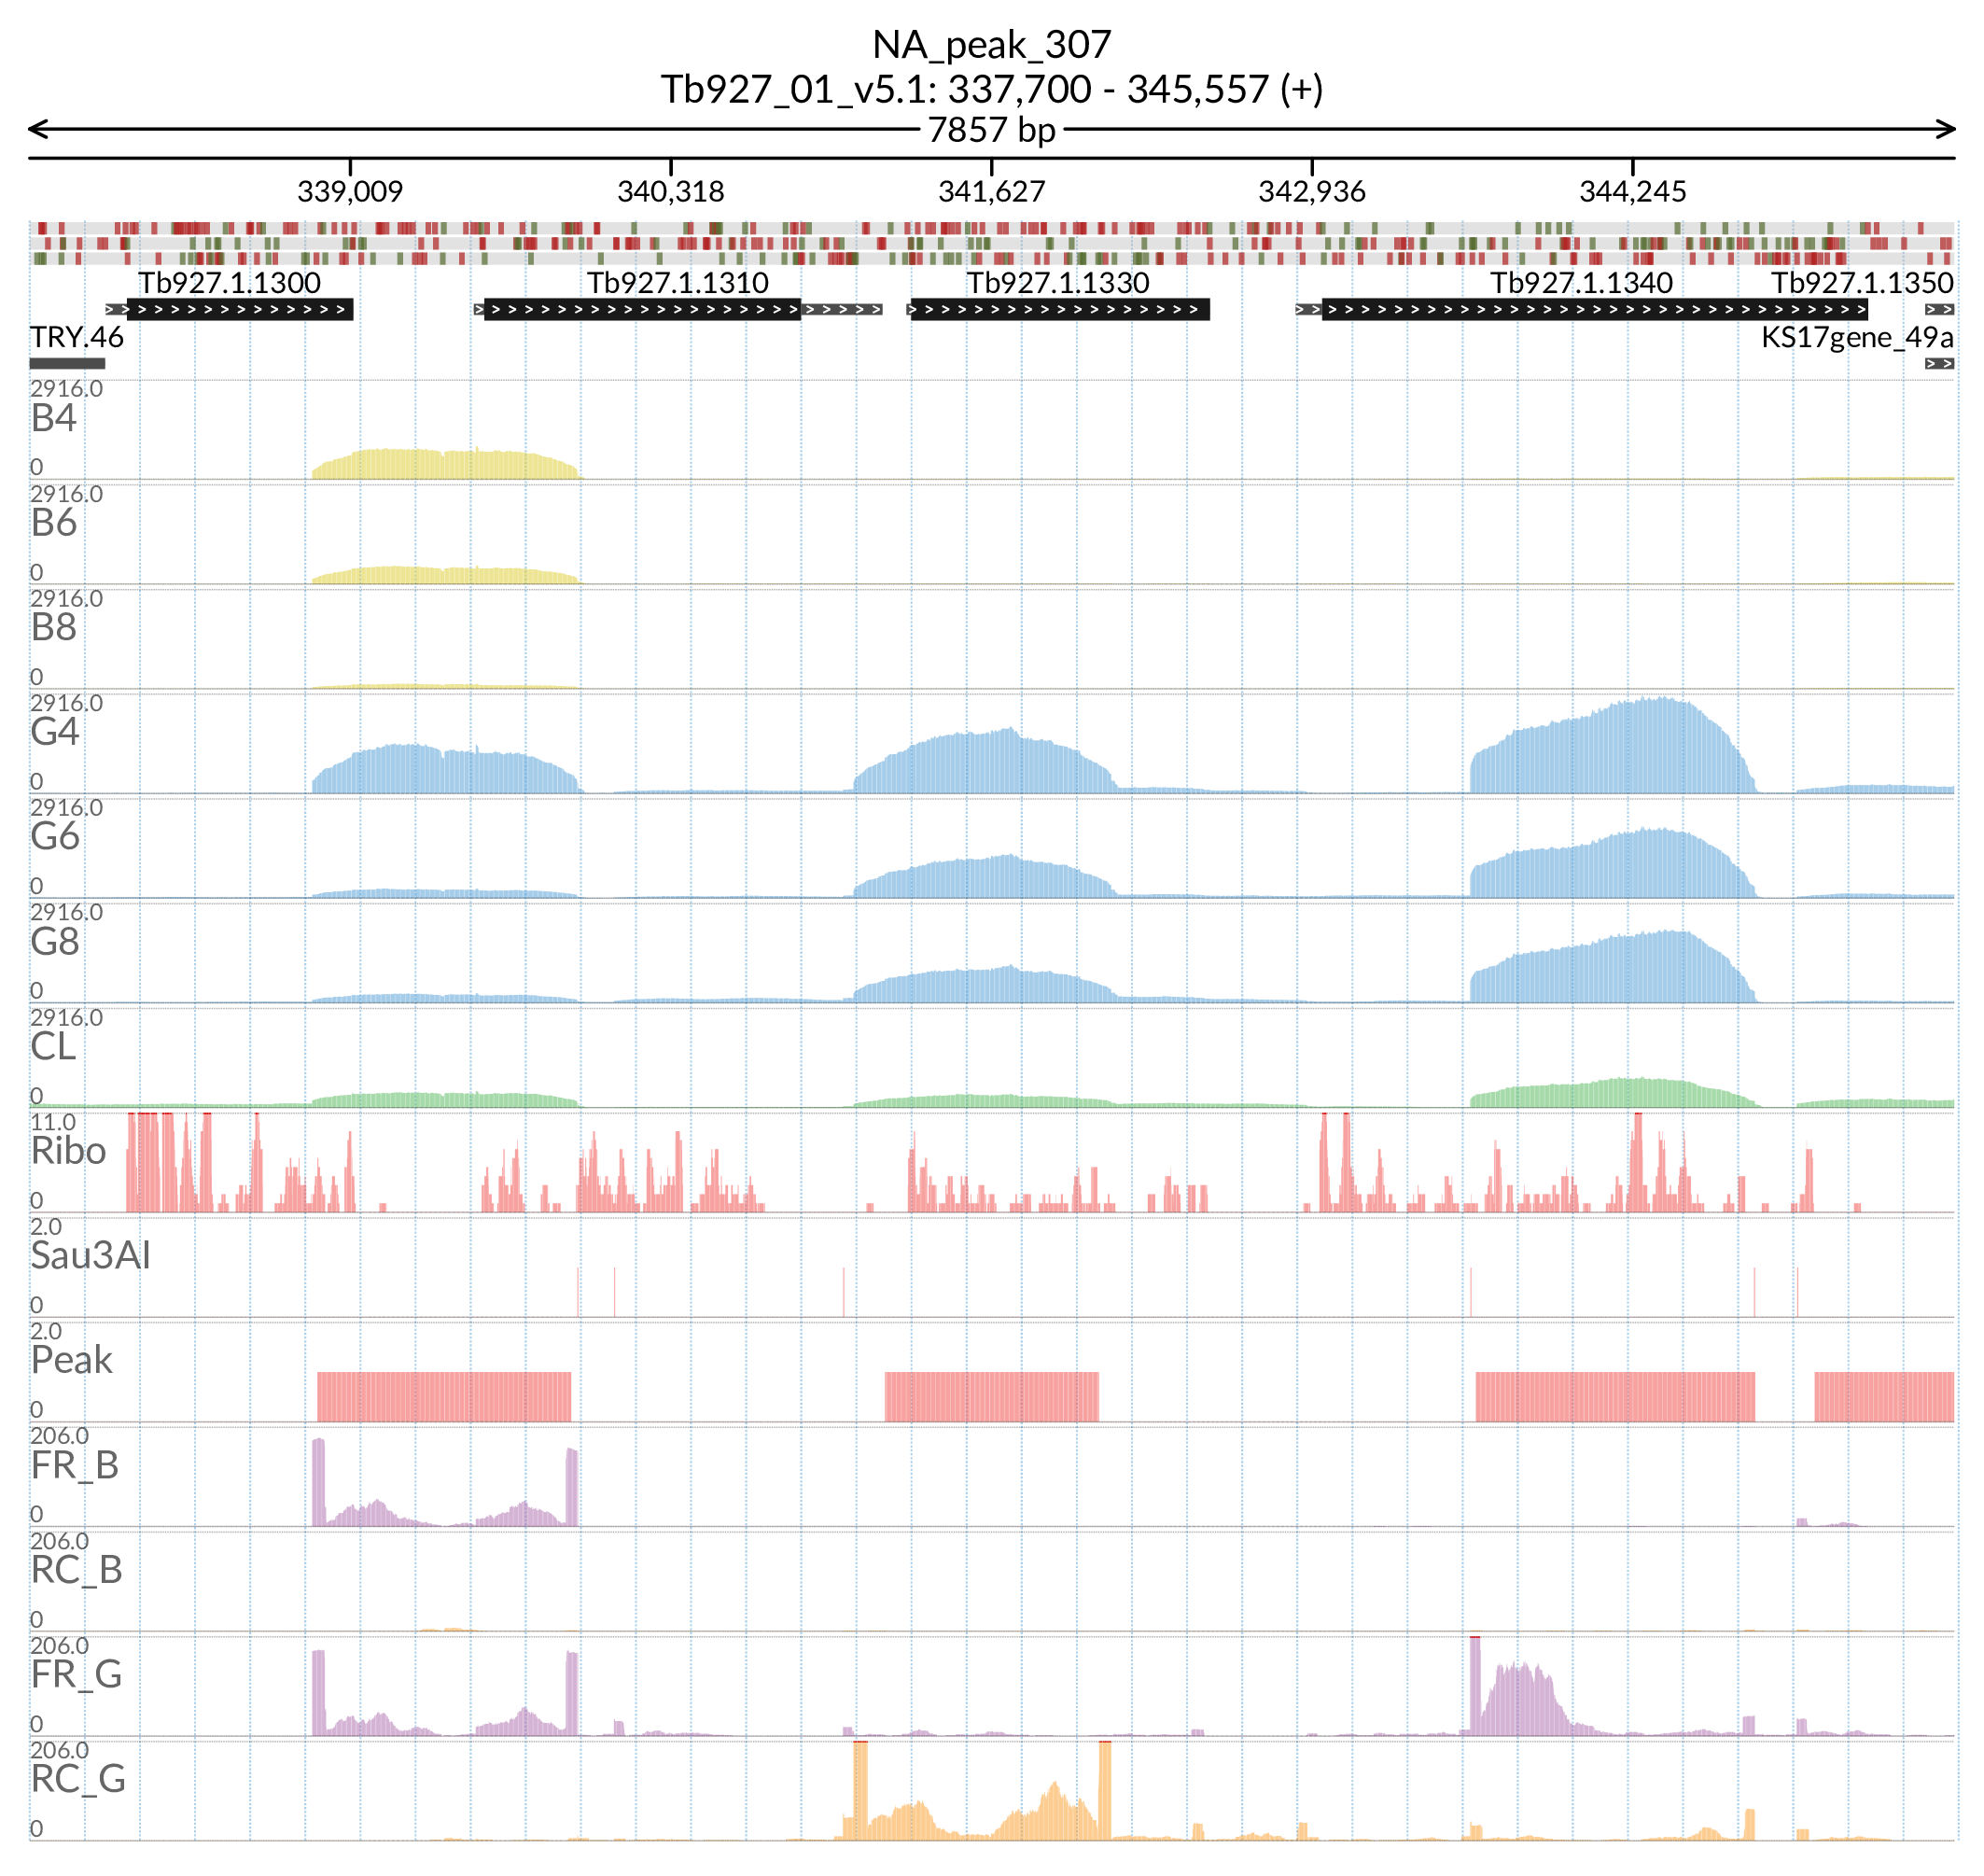 NA_peak_307
Tb927_01_v5.1: 337,700 - 345,557 (+)
7857 bp
339,009 340,318 341,627 342,936 344,245
Tb927.1.1300 Tb927.1.1310 Tb927.1.1330 Tb927.1.1340 Tb927.1.1350
TRY.46 KS17gene_49a
2916.0
B4
0
2916.0
B6
0
2916.0
B8
0
2916.0
G4
0
2916.0
G6
0
2916.0
G8
0
2916.0
CL
0
11.0
Ribo
0
2.0
Sau3AI
0
2.0
Peak
0
206.0
FR_B
0
206.0
RC_B
0
206.0
FR_G
0
206.0
RC_G
0